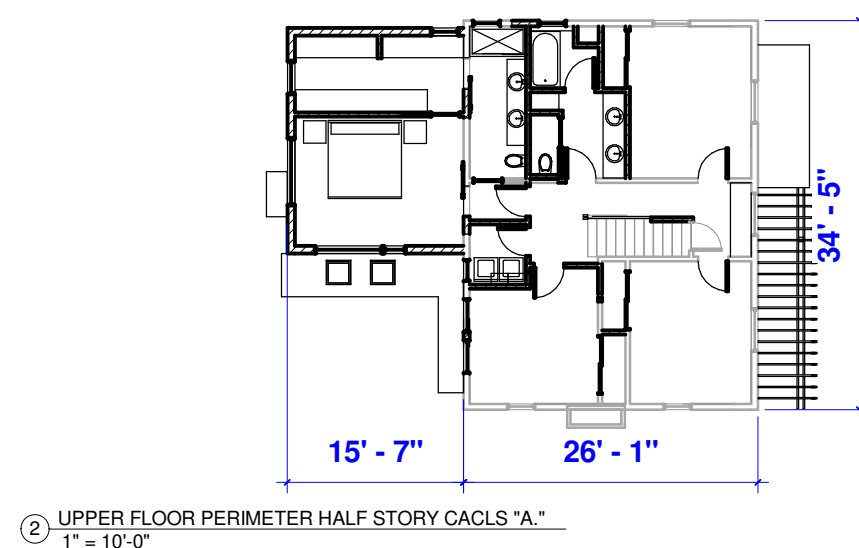 34' - 5"
15' - 7"
26' - 1"
2
UPPER FLOOR PERIMETER HALF STORY CACLS "A."
1" = 10'-0"